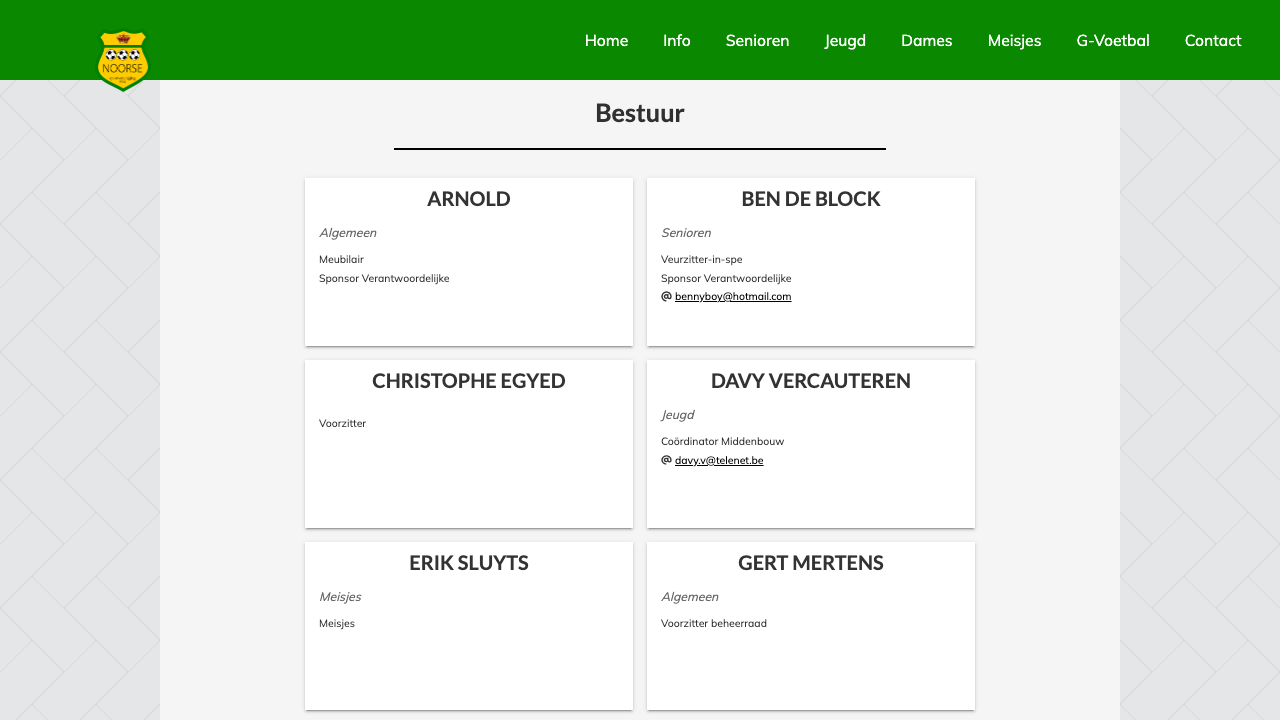 NOORSE
Home Info Senioren Jeugd Dames Meisjes G-Voetbal Contact
Bestuur
ARNOLD
Algemeen
Meubilair
Sponsor Verantwoordelijke
BEN DE BLOCK
Senioren
Veurzitter-in-spe
Sponsor Verantwoordelijke
@ bennyboy@hotmail.com
CHRISTOPHE EGYED
Voorzitter
DAVY VERCAUTEREN
Jeugd
Coördinator Middenbouw
@ davy.v@telenet.be
ERIK SLUYTS
Meisjes
Meisjes
GERT MERTENS
Algemeen
Voorzitter beheerraad